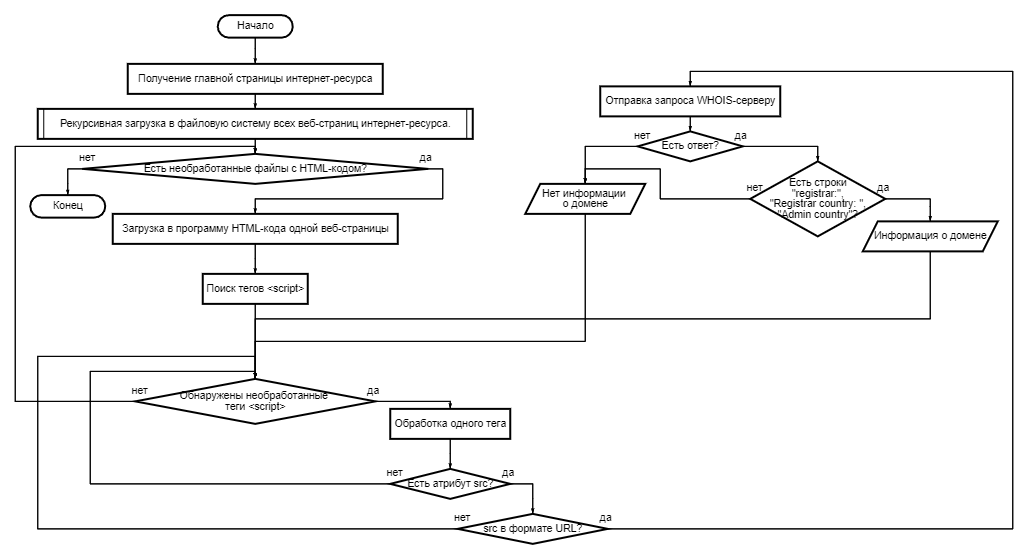 Начало
Получение главной страницы интернет-ресурса
Рекурсивная загрузка в файловую систему всех веб-страниц интернет-ресурса.
нет
Есть необработанные файлы с HTML-кодом?
да
Конец
Загрузка в программу HTML-кода одной веб-страницы
Поиск тегов <script>
нет
Обнаружены необработанные
теги <script>
да
Обработка одного тега
нет
Есть атрибут src?
да
нет
src в формате URL?
да
Отправка запроса WHOIS-серверу
нет
Есть ответ?
да
Нет информации
о домене
нет
Есть строки
"registrar:",
"Registrar country: ",
"Admin country"?
да
Информация о домене